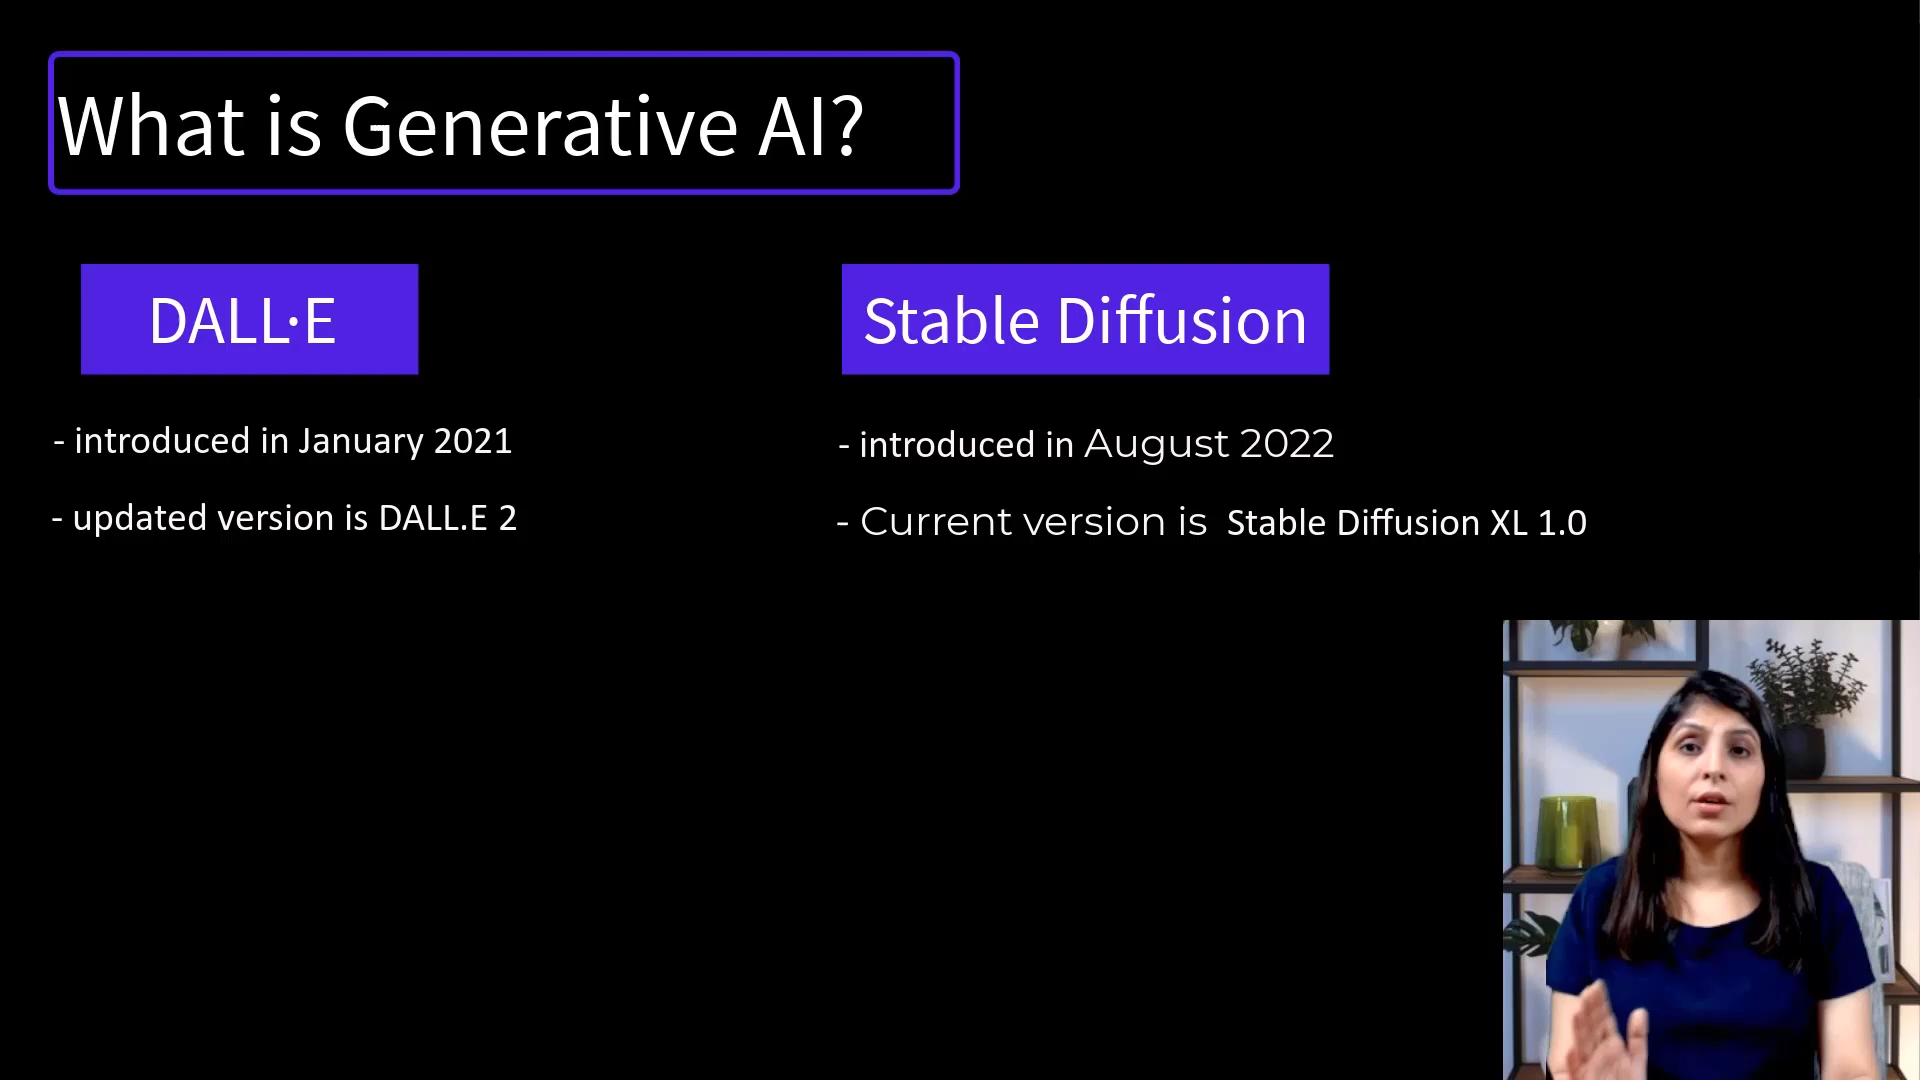 What is Generative AI?
DALL·E
- introduced in January 2021
- updated version is DALL.E 2
Stable Diffusion
- introduced in August 2022
- Current version is Stable Diffusion XL 1.0